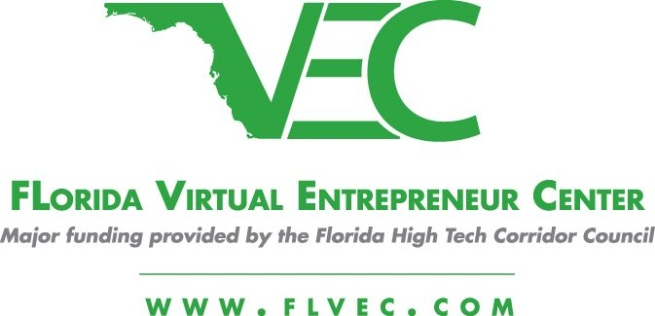 VEC
FLORIDA VIRTUAL ENTREPRENEUR CENTER
Major funding provided by the Florida High Tech Corridor Council
WWW.FLVEC.COM